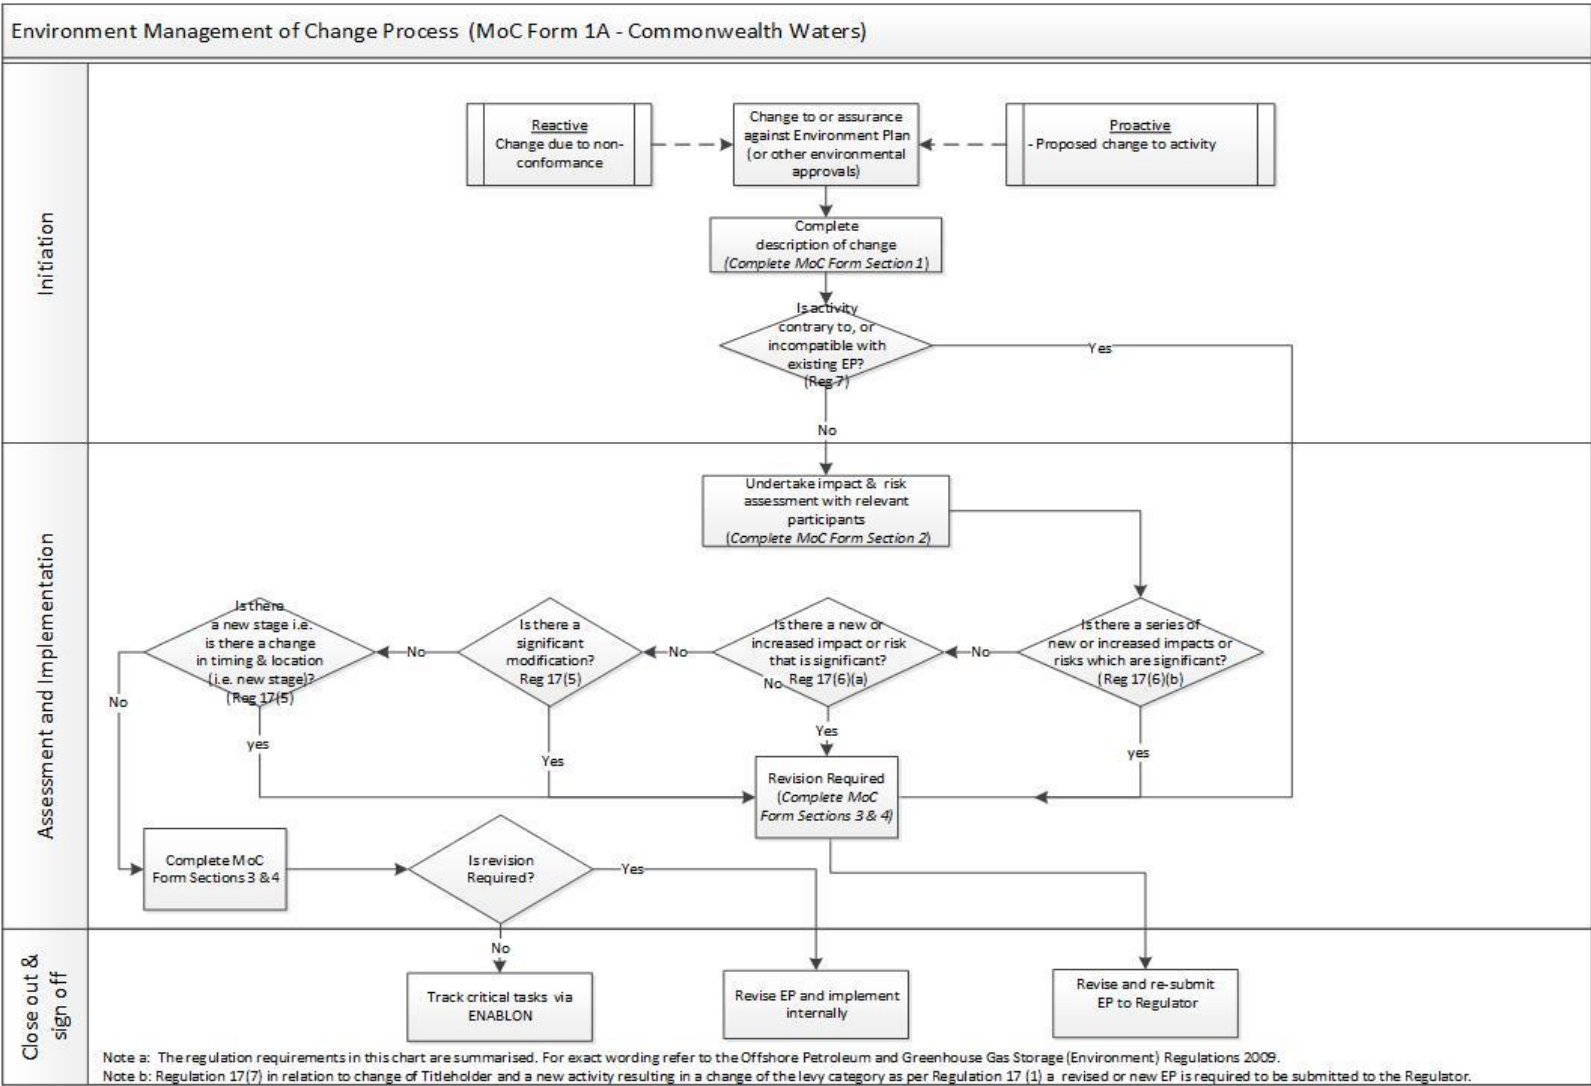 Environment Management of Change Process (MoC Form 1A - Commonwealth Waters)
Initiation
Reactive
Change due to non-
conformance
Change to or assurance
against Environment Plan
(or other environmental
approvals)
Proactive
- Proposed change to activity
Complete
description of change
(Complete MoC Form Section 1)
Is activity
contrary to, or
incompatible with
existing EP?
(Reg 7)
Yes
No
Assessment and Implementation
Undertake impact & risk
assessment with relevant
participants
(Complete MoC Form Section 2)
Is there
a new stage i.e.
is there a change
in timing & location
(i.e. new stage)?
(Reg 17(5)
No
Is there a
significant
modification?
Reg 17(5)
No
Is there a new or
increased impact or risk
that is significant?
No Reg 17(6)(a)
No
Is there a series of
new or increased impacts or
risks which are significant?
(Reg 17(6)(b)
No
yes
Yes
Yes
yes
Revision Required
(Complete MoC
Form Sections 3 & 4)
Complete MoC
Form Sections 3 & 4
Is revision
Required?
Yes
Close out &
sign off
No
Track critical tasks via
ENABLON
Revise EP and implement
internally
Revise and re-submit
EP to Regulator
Note a: The regulation requirements in this chart are summarised. For exact wording refer to the Offshore Petroleum and Greenhouse Gas Storage (Environment) Regulations 2009.
Note b: Regulation 17(7) in relation to change of Titleholder and a new activity resulting in a change of the levy category as per Regulation 17 (1) a revised or new EP is required to be submitted to the Regulator.